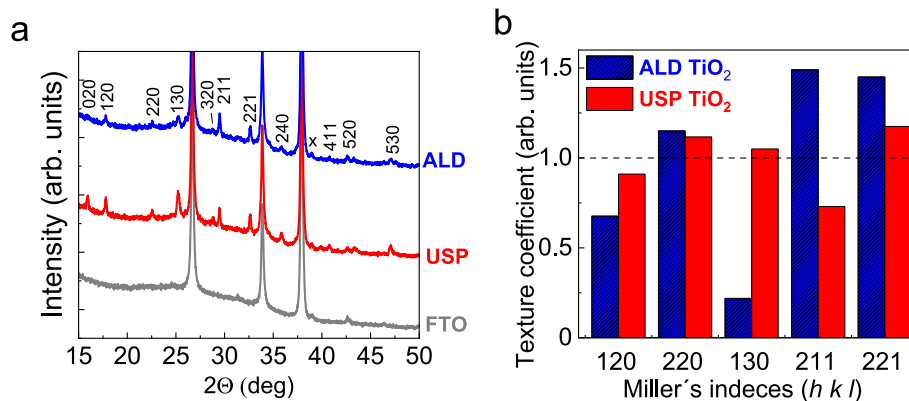 a
Intensity (arb. units)
020
120
220
130
320
211
221
240
x
411
520
530
ALD
USP
FTO
15 20 25 30 35 40 45 50
2Θ (deg)
b
Texture coefficient (arb. units)
1.5
1.0
0.5
0
ALD TiO₂
USP TiO₂
120 220 130 211 221
Miller´s indeces (h k l)